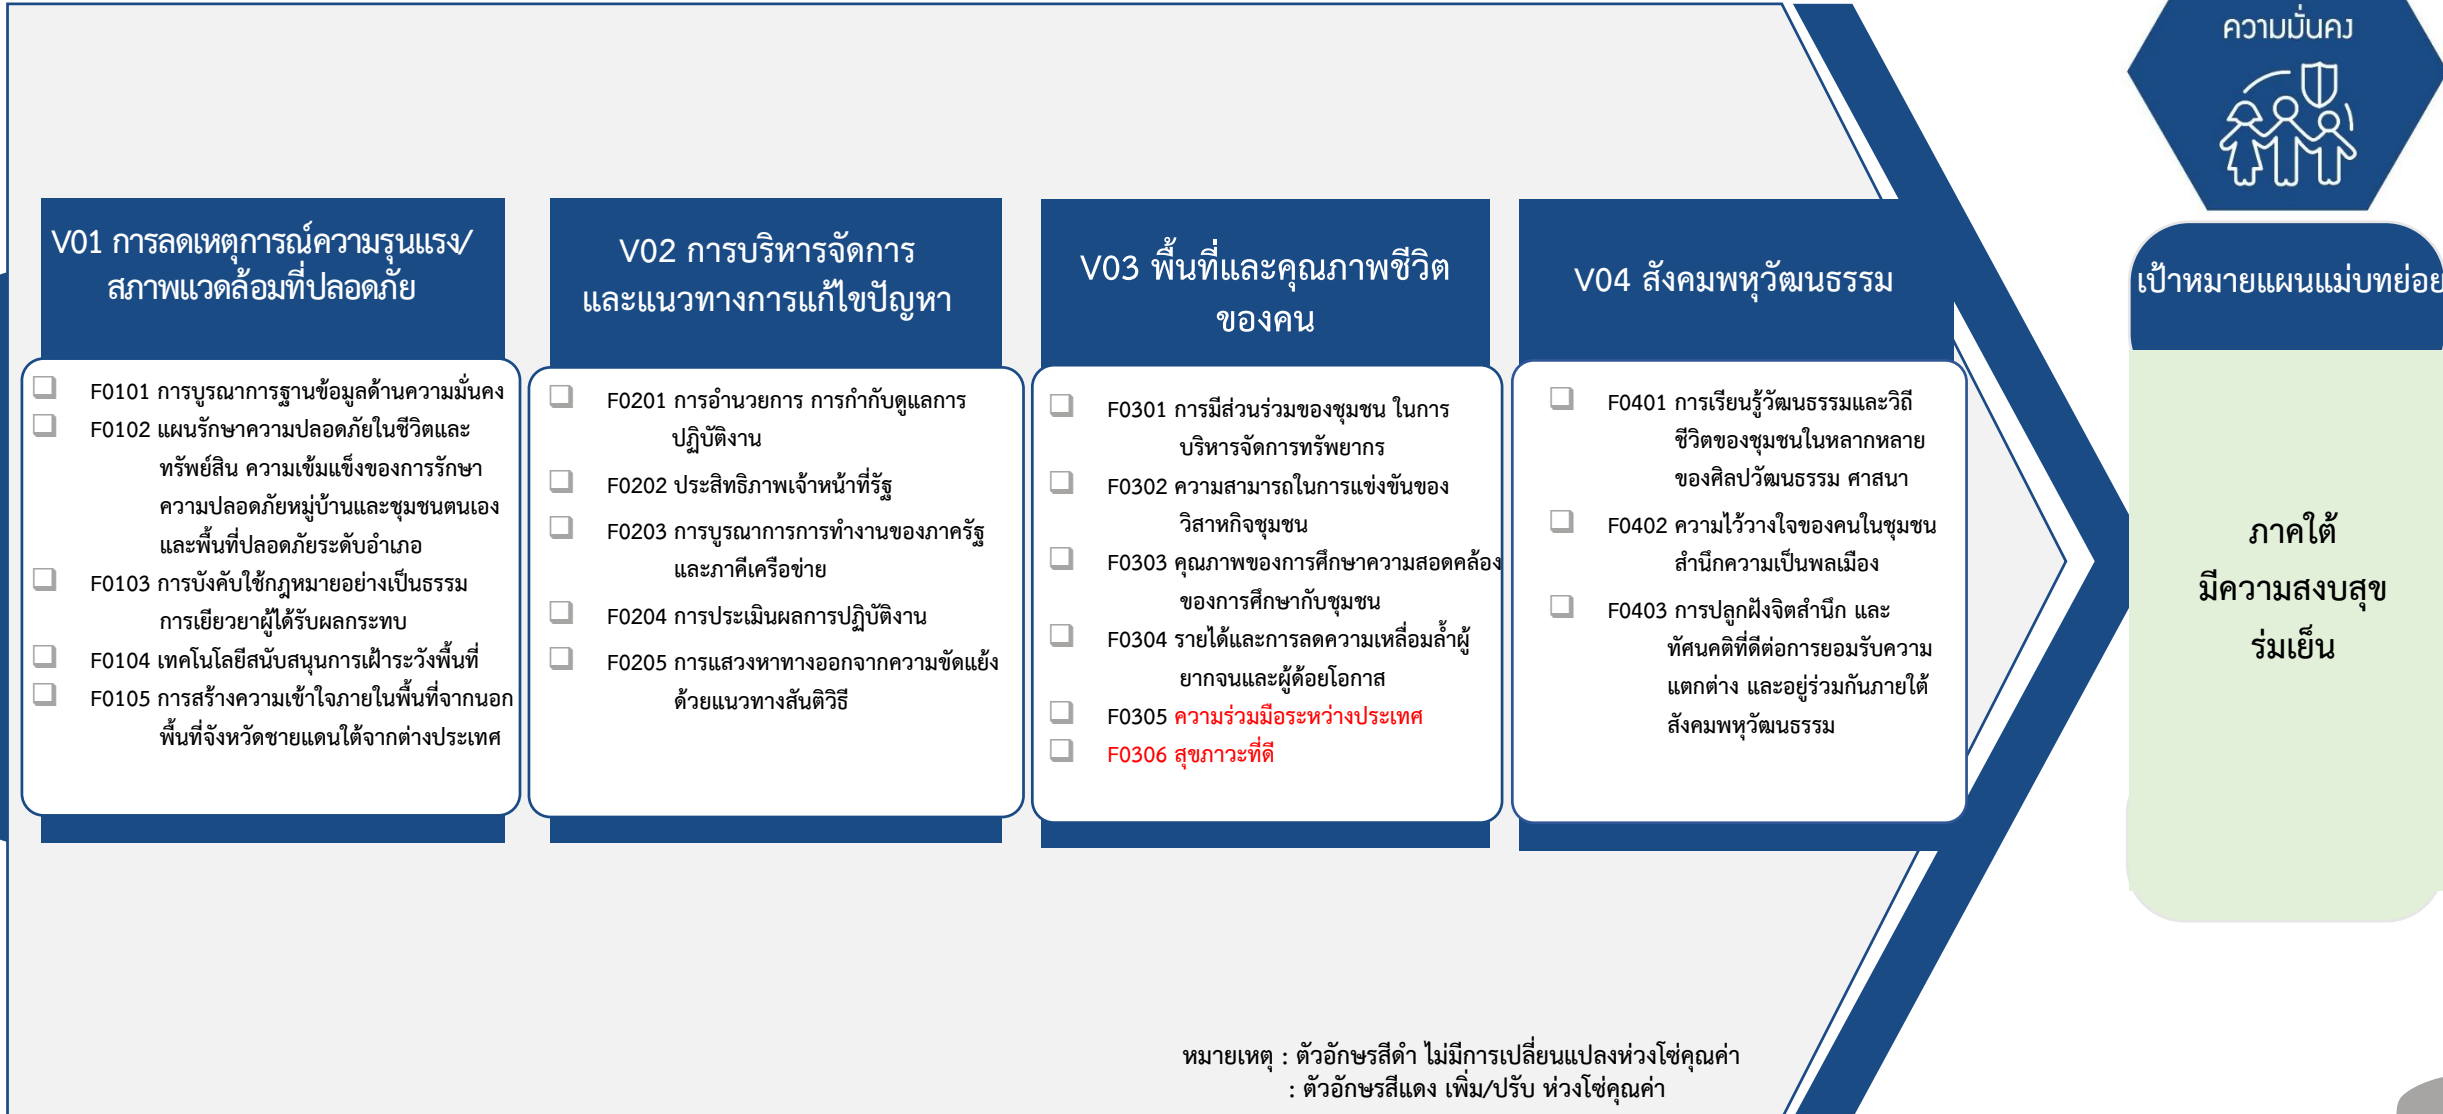 ความมั่นคง
V01 การลดเหตุการณ์ความรุนแรง/
สภาพแวดล้อมที่ปลอดภัย
F0101 การบูรณาการฐานข้อมูลด้านความมั่นคง
F0102 แผนรักษาความปลอดภัยในชีวิตและ
ทรัพย์สิน ความเข้มแข็งของการรักษา
ความปลอดภัยหมู่บ้านและชุมชนตนเอง
และพื้นที่ปลอดภัยระดับอำเภอ
F0103 การบังคับใช้กฎหมายอย่างเป็นธรรม
การเยียวยาผู้ได้รับผลกระทบ
F0104 เทคโนโลยีสนับสนุนการเฝ้าระวังพื้นที่
F0105 การสร้างความเข้าใจภายในพื้นที่จากนอก
พื้นที่จังหวัดชายแดนใต้จากต่างประเทศ
V02 การบริหารจัดการ
และแนวทางการแก้ไขปัญหา
F0201 การอำนวยการ การกำกับดูแลการ
ปฏิบัติงาน
F0202 ประสิทธิภาพเจ้าหน้าที่รัฐ
F0203 การบูรณาการการทำงานของภาครัฐ
และภาคีเครือข่าย
F0204 การประเมินผลการปฏิบัติงาน
F0205 การแสวงหาทางออกจากความขัดแย้ง
ด้วยแนวทางสันติวิธี
V03 พื้นที่และคุณภาพชีวิต
ของคน
F0301 การมีส่วนร่วมของชุมชน ในการ
บริหารจัดการทรัพยากร
F0302 ความสามารถในการแข่งขันของ
วิสาหกิจชุมชน
F0303 คุณภาพของการศึกษาความสอดคล้อง
ของการศึกษากับชุมชน
F0304 รายได้และการลดความเหลื่อมล้ำผู้
ยากจนและผู้ด้อยโอกาส
F0305 ความร่วมมือระหว่างประเทศ
F0306 สุขภาวะที่ดี
V04 สังคมพหุวัฒนธรรม
F0401 การเรียนรู้วัฒนธรรมและวิถี
ชีวิตของชุมชนในหลากหลาย
ของศิลปวัฒนธรรม ศาสนา
F0402 ความไว้วางใจของคนในชุมชน
สำนึกความเป็นพลเมือง
F0403 การปลูกฝังจิตสำนึก และ
ทัศนคติที่ดีต่อการยอมรับความ
แตกต่าง และอยู่ร่วมกันภายใต้
สังคมพหุวัฒนธรรม
เป้าหมายแผนแม่บทย่อย
ภาคใต้
มีความสงบสุข
ร่มเย็น
หมายเหตุ : ตัวอักษรสีดำ ไม่มีการเปลี่ยนแปลงห่วงโซ่คุณค่า
: ตัวอักษรสีแดง เพิ่ม/ปรับ ห่วงโซ่คุณค่า